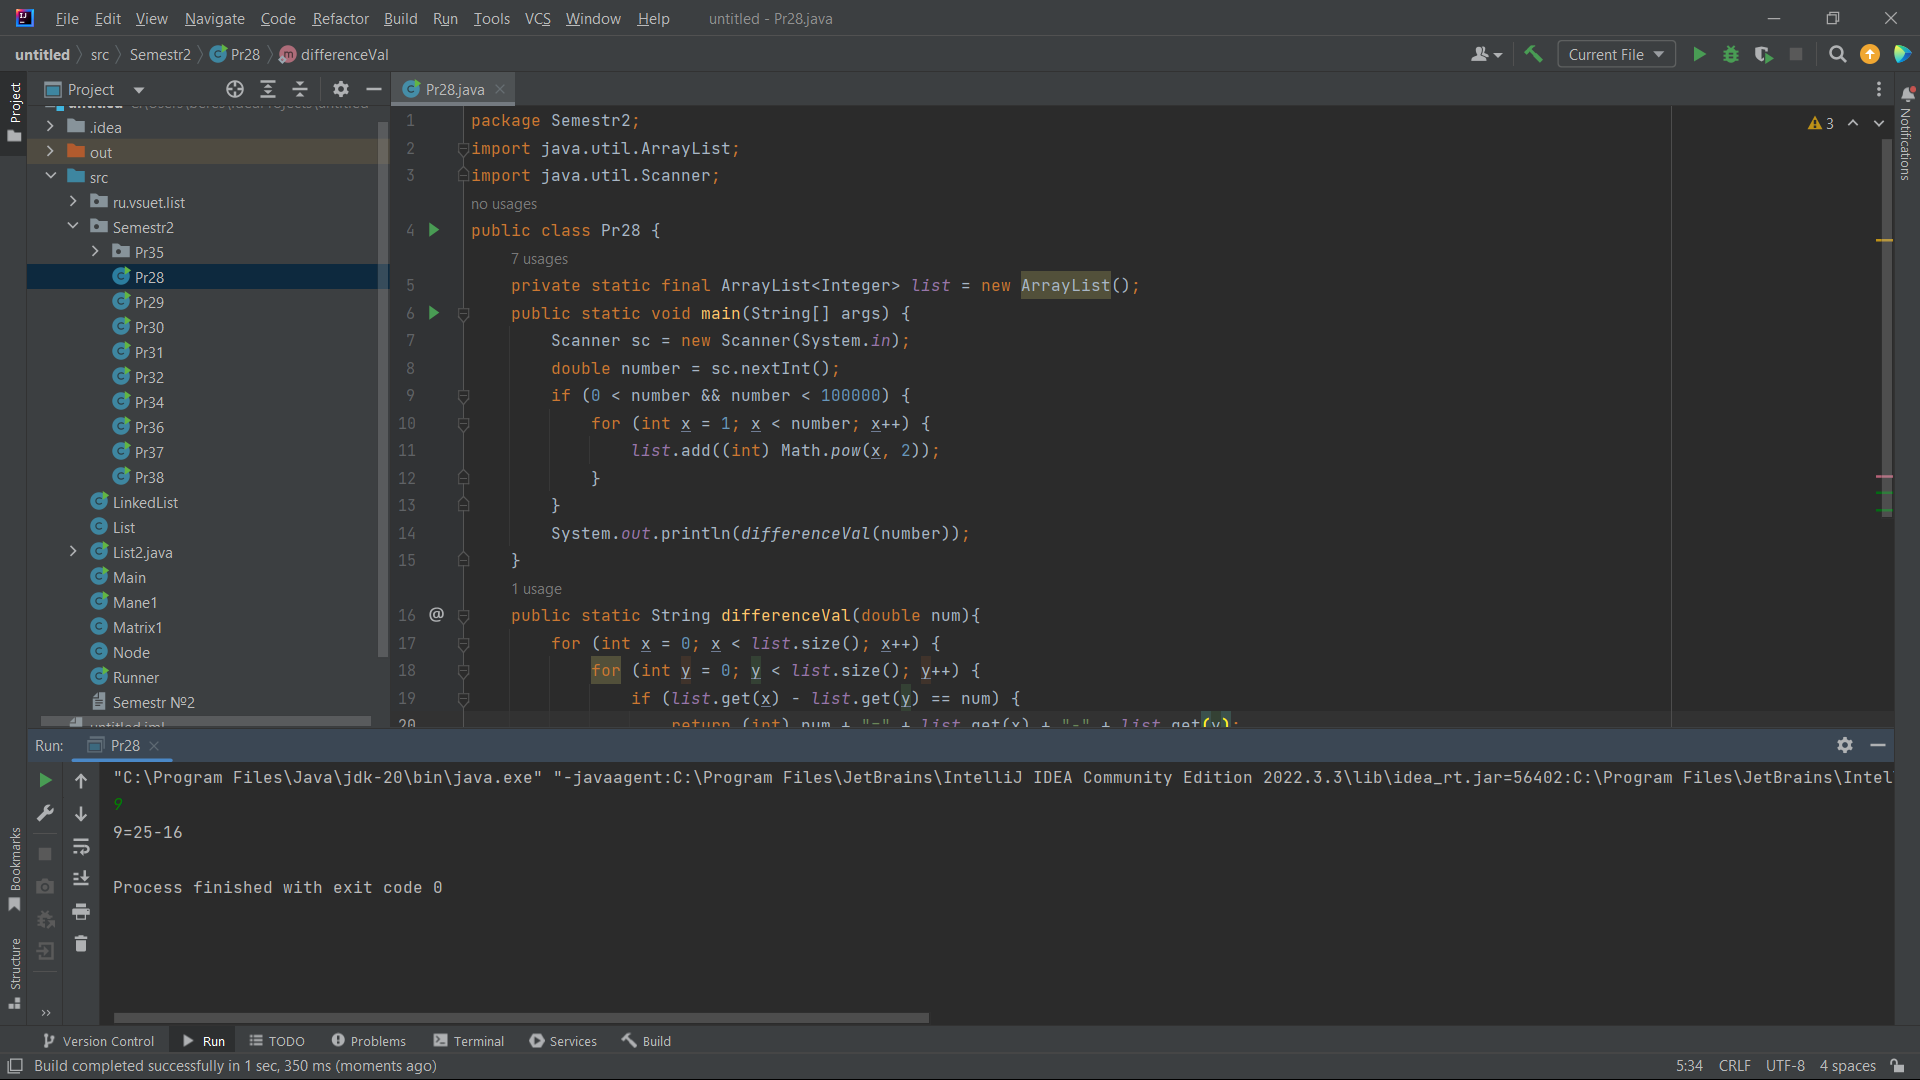 File Edit View Navigate Code Refactor Build Run Tools VCS Window Help untitled - Pr28.java
untitled src Semestr2 Pr28 differenceVal Current File
Project Pr28.java
Project
.idea
out
src
ru.vsuet.list
Semestr2
Pr35
Pr28
Pr29
Pr30
Pr31
Pr32
Pr34
Pr36
Pr37
Pr38
LinkedList
List
List2.java
Main
Mane1
Matrix1
Node
Runner
Semestr №2
untitled.iml
1 package Semestr2;
2 import java.util.ArrayList;
3 import java.util.Scanner;
no usages
4 public class Pr28 {
7 usages
5 private static final ArrayList<Integer> list = new ArrayList();
6 public static void main(String[] args) {
7 Scanner sc = new Scanner(System.in);
8 double number = sc.nextInt();
9 if (0 < number && number < 100000) {
10 for (int x = 1; x < number; x++) {
11 list.add((int) Math.pow(x, 2));
12 }
13 }
14 System.out.println(differenceVal(number));
15 }
1 usage
16 @ public static String differenceVal(double num){
17 for (int x = 0; x < list.size(); x++) {
18 for (int y = 0; y < list.size(); y++) {
19 if (list.get(x) - list.get(y) == num) {
20 return (int) num + "=" + list.get(x) + "-" + list.get(y);
3
Notifications
Run: Pr28
"C:\Program Files\Java\jdk-20\bin\java.exe" "-javaagent:C:\Program Files\JetBrains\IntelliJ IDEA Community Edition 2022.3.3\lib\idea_rt.jar=56402:C:\Program Files\JetBrains\Intel
9
9=25-16
Process finished with exit code 0
Bookmarks
Structure
Version Control Run TODO Problems Terminal Services Build
Build completed successfully in 1 sec, 350 ms (moments ago) 5:34 CRLF UTF-8 4 spaces